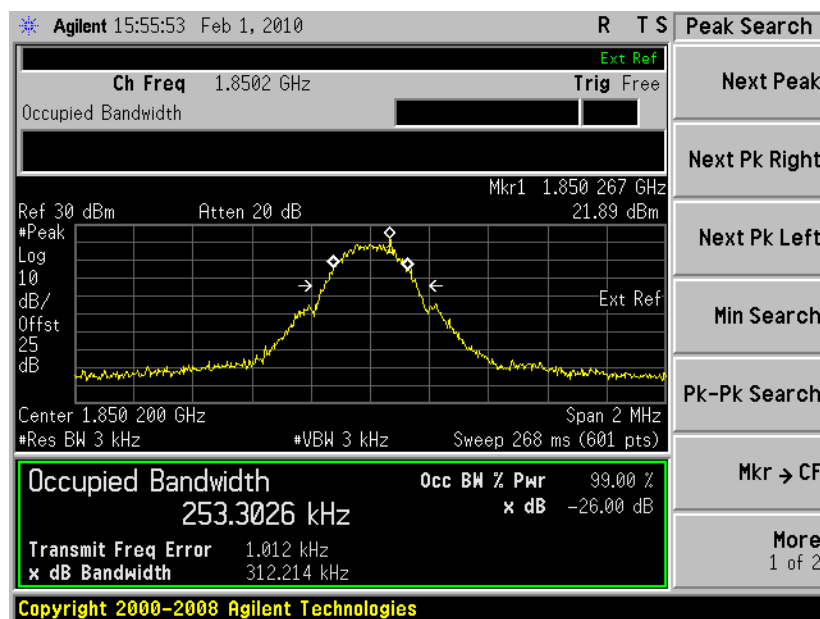 Agilent 15:55:53 Feb 1, 2010 R T S
Peak Search
Ext Ref
Ch Freq 1.8502 GHz Trig Free
Occupied Bandwidth
Next Peak
Next Pk Right
Mkr1 1.850 267 GHz
Ref 30 dBm Atten 20 dB 21.89 dBm
#Peak
Log
10
dB/
Offst
25
dB
Ext Ref
Next Pk Left
Min Search
Pk-Pk Search
Center 1.850 200 GHz Span 2 MHz
#Res BW 3 kHz #VBW 3 kHz Sweep 268 ms (601 pts)
Occupied Bandwidth Occ BW % Pwr 99.00 %
253.3026 kHz x dB -26.00 dB
Transmit Freq Error 1.012 kHz
x dB Bandwidth 312.214 kHz
Mkr → CF
More
1 of 2
Copyright 2000-2008 Agilent Technologies